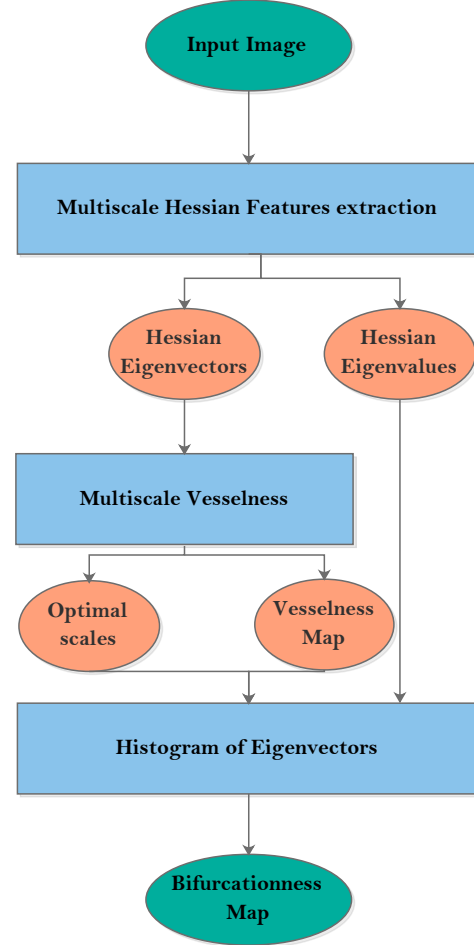 Input Image
Multiscale Hessian Features extraction
Hessian
Eigenvectors
Hessian
Eigenvalues
Multiscale Vesselness
Optimal
scales
Vesselness
Map
Histogram of Eigenvectors
Bifurcationness
Map